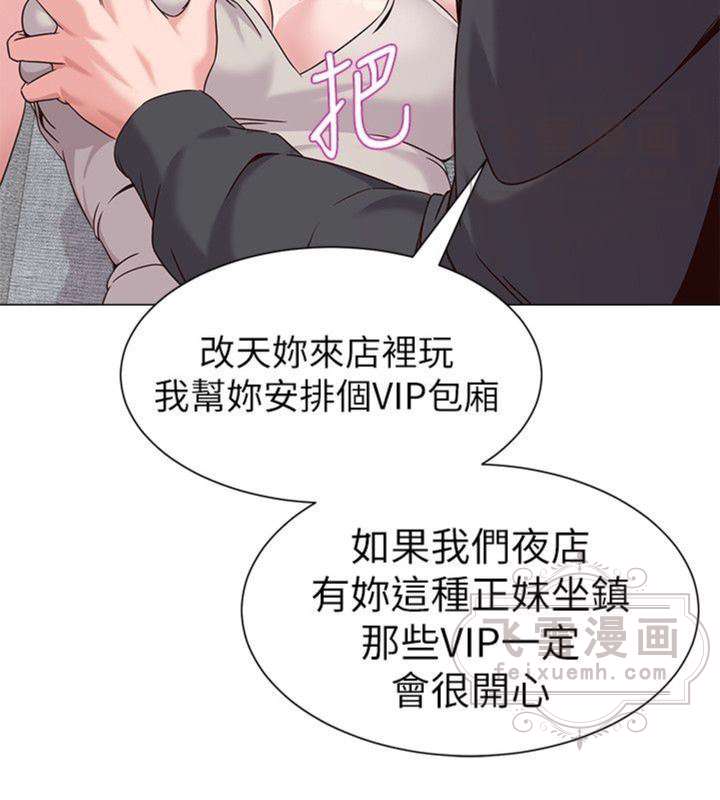 把
改天妳來店裡玩
我幫妳安排個VIP包廂
如果我們夜店
有妳這種正妹坐鎮
那些VIP一定
會很開心
飞雪漫画
feixuemh.com